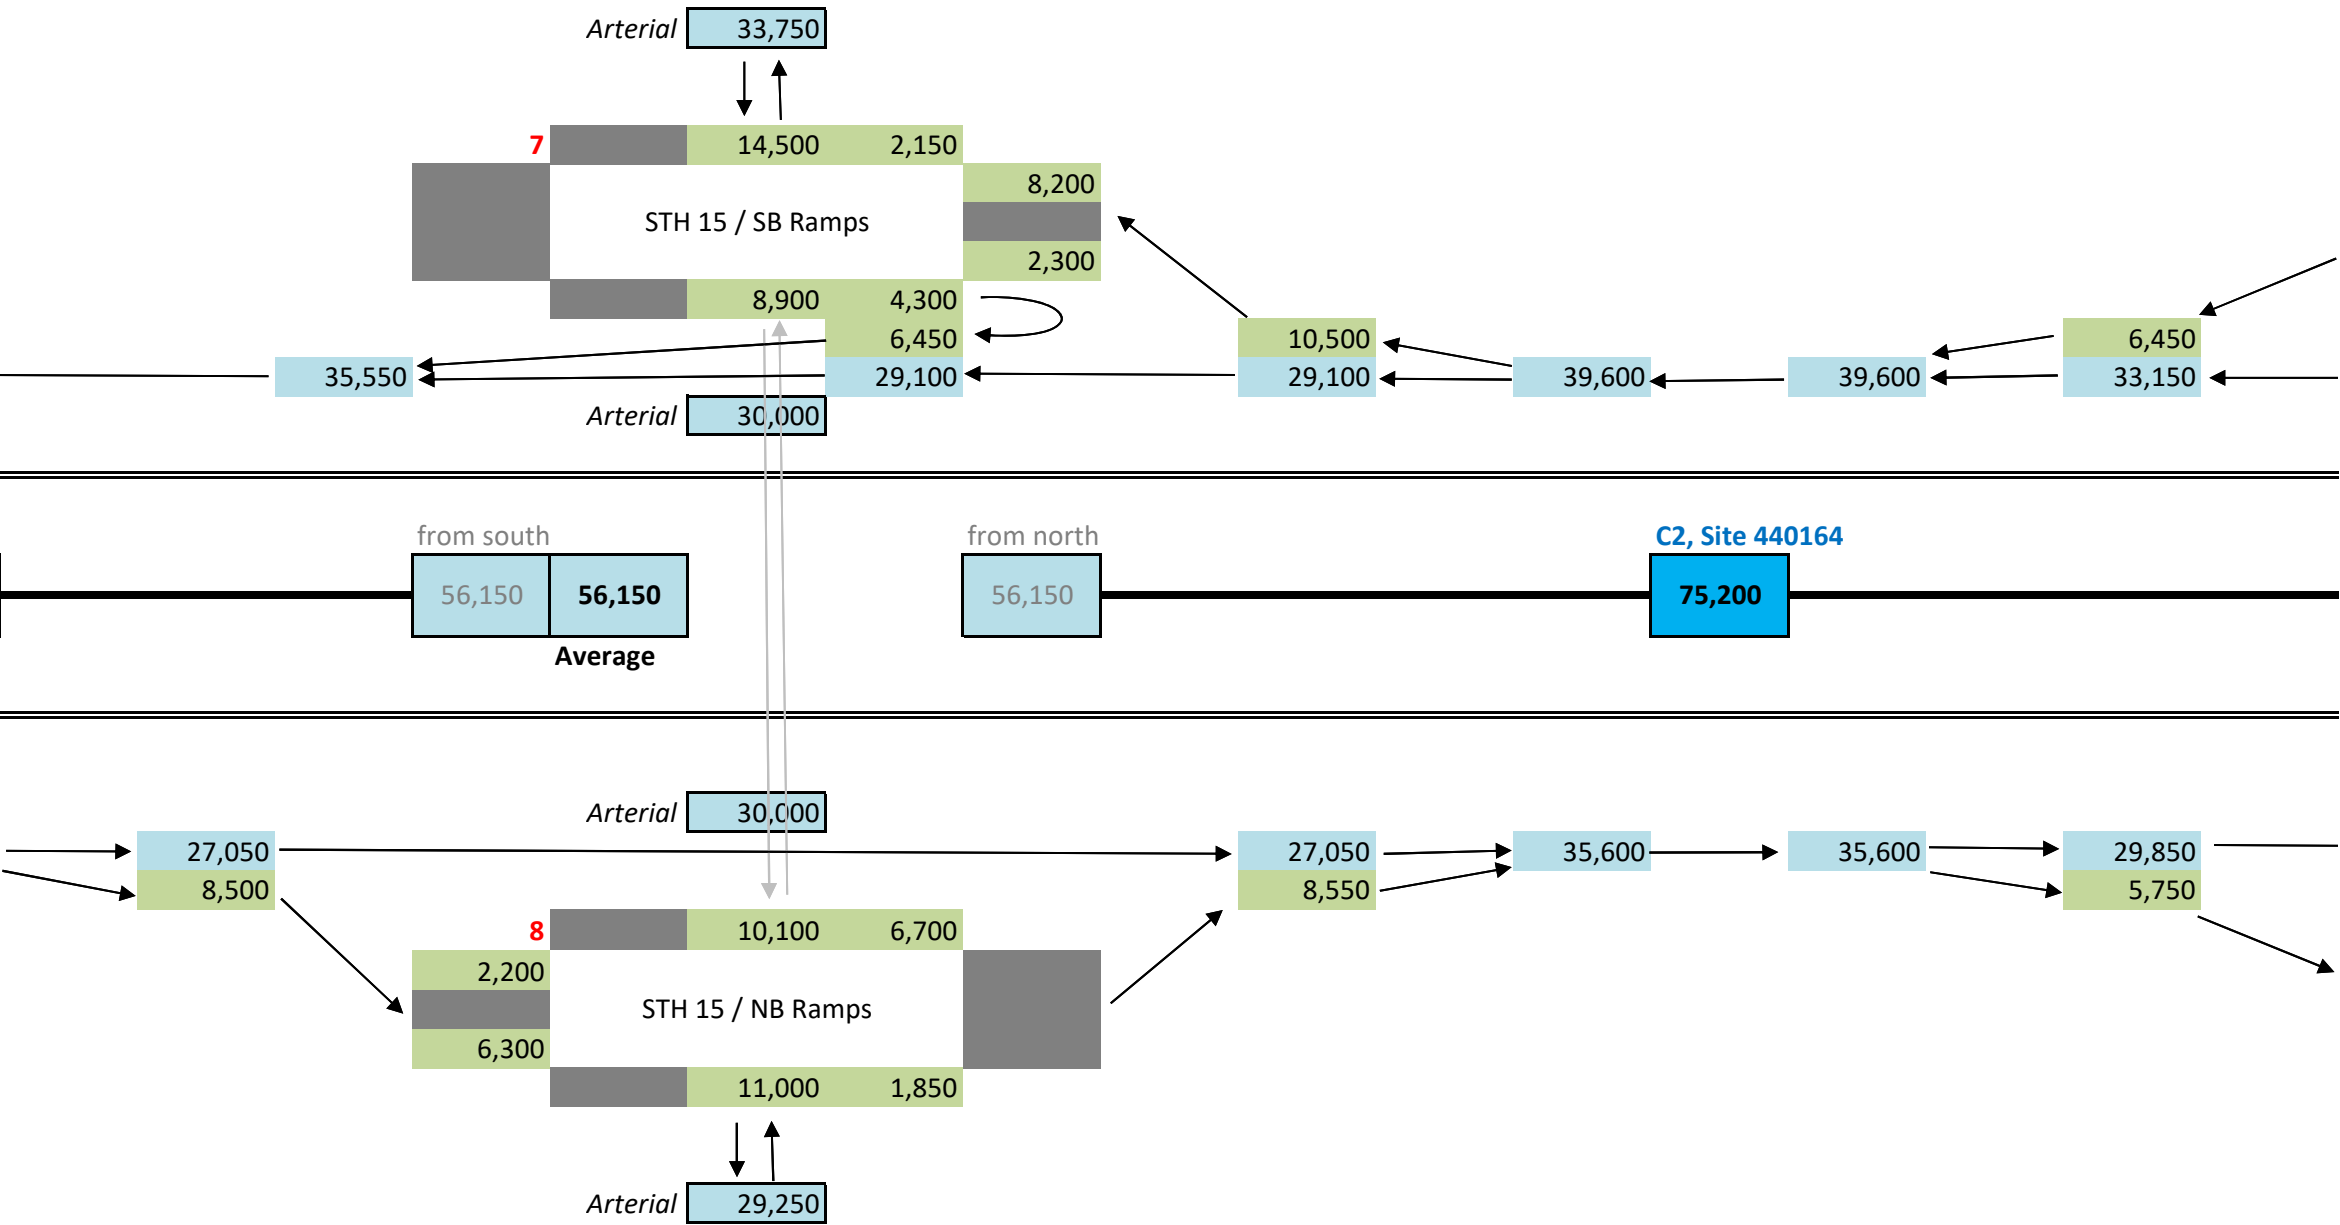 Arterial 33,750
7 14,500 2,150
8,200
STH 15 / SB Ramps
2,300
8,900 4,300
6,450 10,500 6,450
35,550 29,100 29,100 39,600 39,600 33,150
Arterial 30,000
from south from north C2, Site 440164
56,150 56,150 56,150 75,200
Average
Arterial 30,000
27,050 27,050 35,600 35,600 29,850
8,500 8,550 5,750
8 10,100 6,700
2,200
STH 15 / NB Ramps
6,300
11,000 1,850
Arterial 29,250